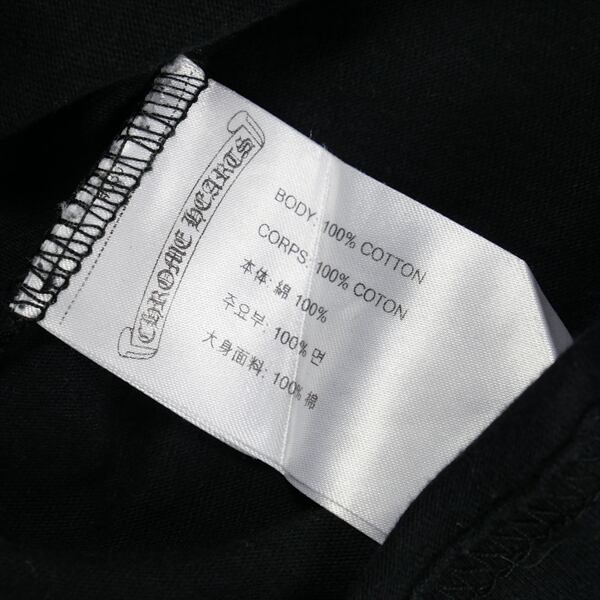 CHROME HEARTS
BODY: 100% COTTON
CORPS: 100% COTON
本体: 綿 100%
주요부: 100% 면
大身面料: 100% 棉